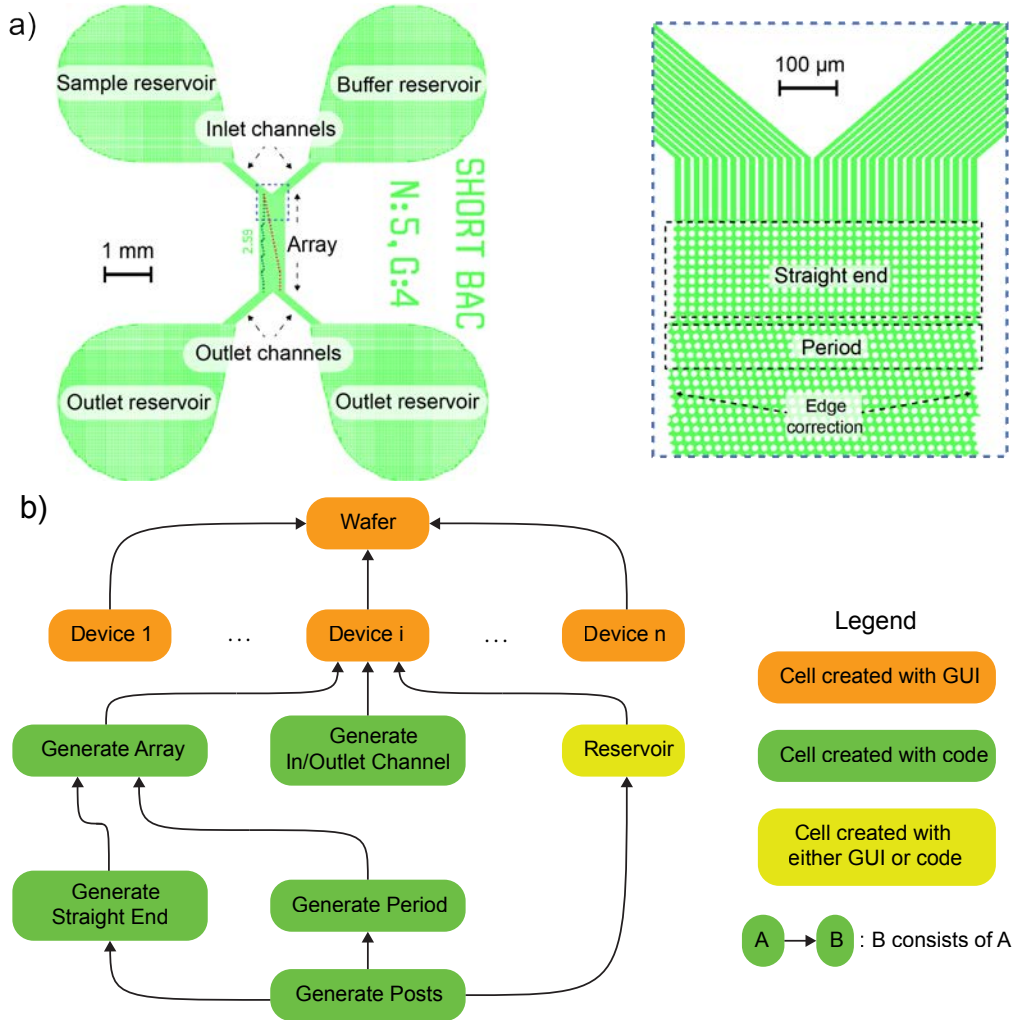 a)
Sample reservoir
Buffer reservoir
Inlet channels
1 mm
2.59
Array
SHORT BAC
N:5,G:4
Outlet channels
Outlet reservoir
Outlet reservoir
100 µm
Straight end
Period
Edge
correction
b)
Wafer
Device 1
...
Device i
...
Device n
Generate Array
Generate
In/Outlet Channel
Reservoir
Generate
Straight End
Generate Period
Generate Posts
Legend
Cell created with GUI
Cell created with code
Cell created with
either GUI or code
A
B
: B consists of A